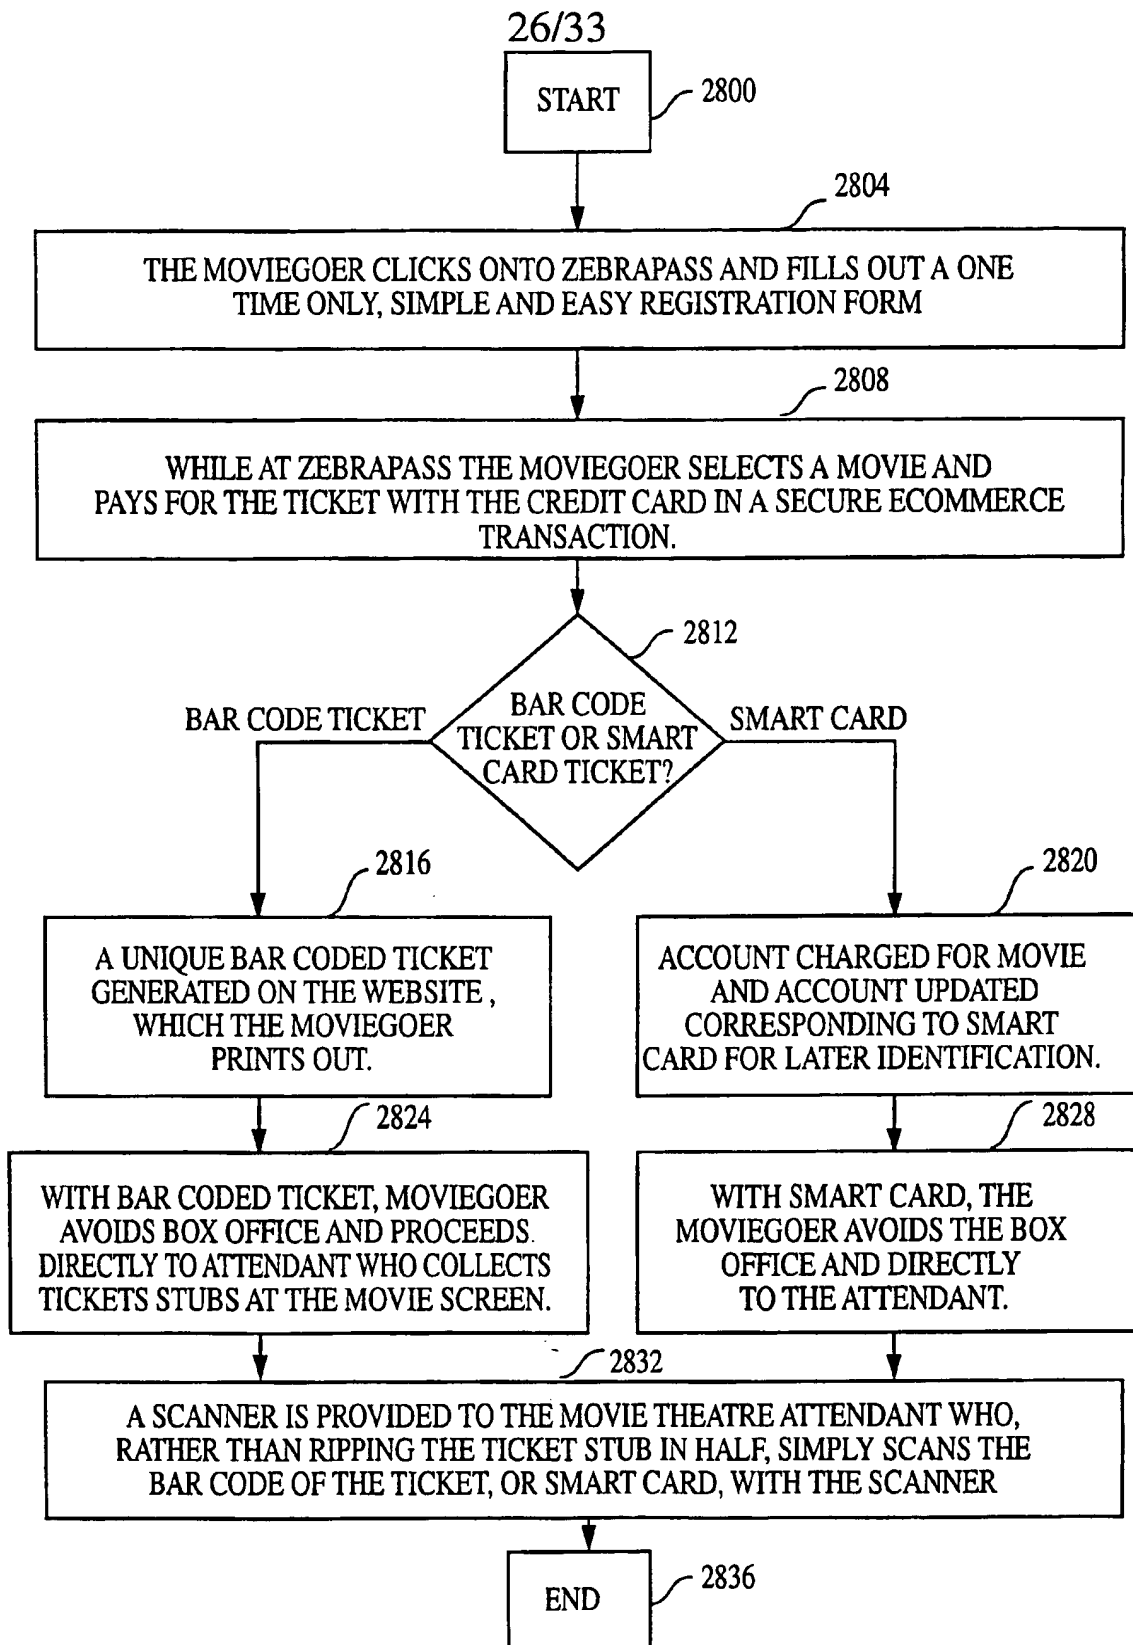 26/33
START
2800
2804
THE MOVIEGOER CLICKS ONTO ZEBRAPASS AND FILLS OUT A ONE
TIME ONLY, SIMPLE AND EASY REGISTRATION FORM
2808
WHILE AT ZEBRAPASS THE MOVIEGOER SELECTS A MOVIE AND
PAYS FOR THE TICKET WITH THE CREDIT CARD IN A SECURE ECOMMERCE
TRANSACTION.
2812
BAR CODE TICKET
BAR CODE
TICKET OR SMART
CARD TICKET?
SMART CARD
2816
A UNIQUE BAR CODED TICKET
GENERATED ON THE WEBSITE ,
WHICH THE MOVIEGOER
PRINTS OUT.
2820
ACCOUNT CHARGED FOR MOVIE
AND ACCOUNT UPDATED
CORRESPONDING TO SMART
CARD FOR LATER IDENTIFICATION.
2824
WITH BAR CODED TICKET, MOVIEGOER
AVOIDS BOX OFFICE AND PROCEEDS.
DIRECTLY TO ATTENDANT WHO COLLECTS
TICKETS STUBS AT THE MOVIE SCREEN.
2828
WITH SMART CARD, THE
MOVIEGOER AVOIDS THE BOX
OFFICE AND DIRECTLY
TO THE ATTENDANT.
2832
A SCANNER IS PROVIDED TO THE MOVIE THEATRE ATTENDANT WHO,
RATHER THAN RIPPING THE TICKET STUB IN HALF, SIMPLY SCANS THE
BAR CODE OF THE TICKET, OR SMART CARD, WITH THE SCANNER
END
2836